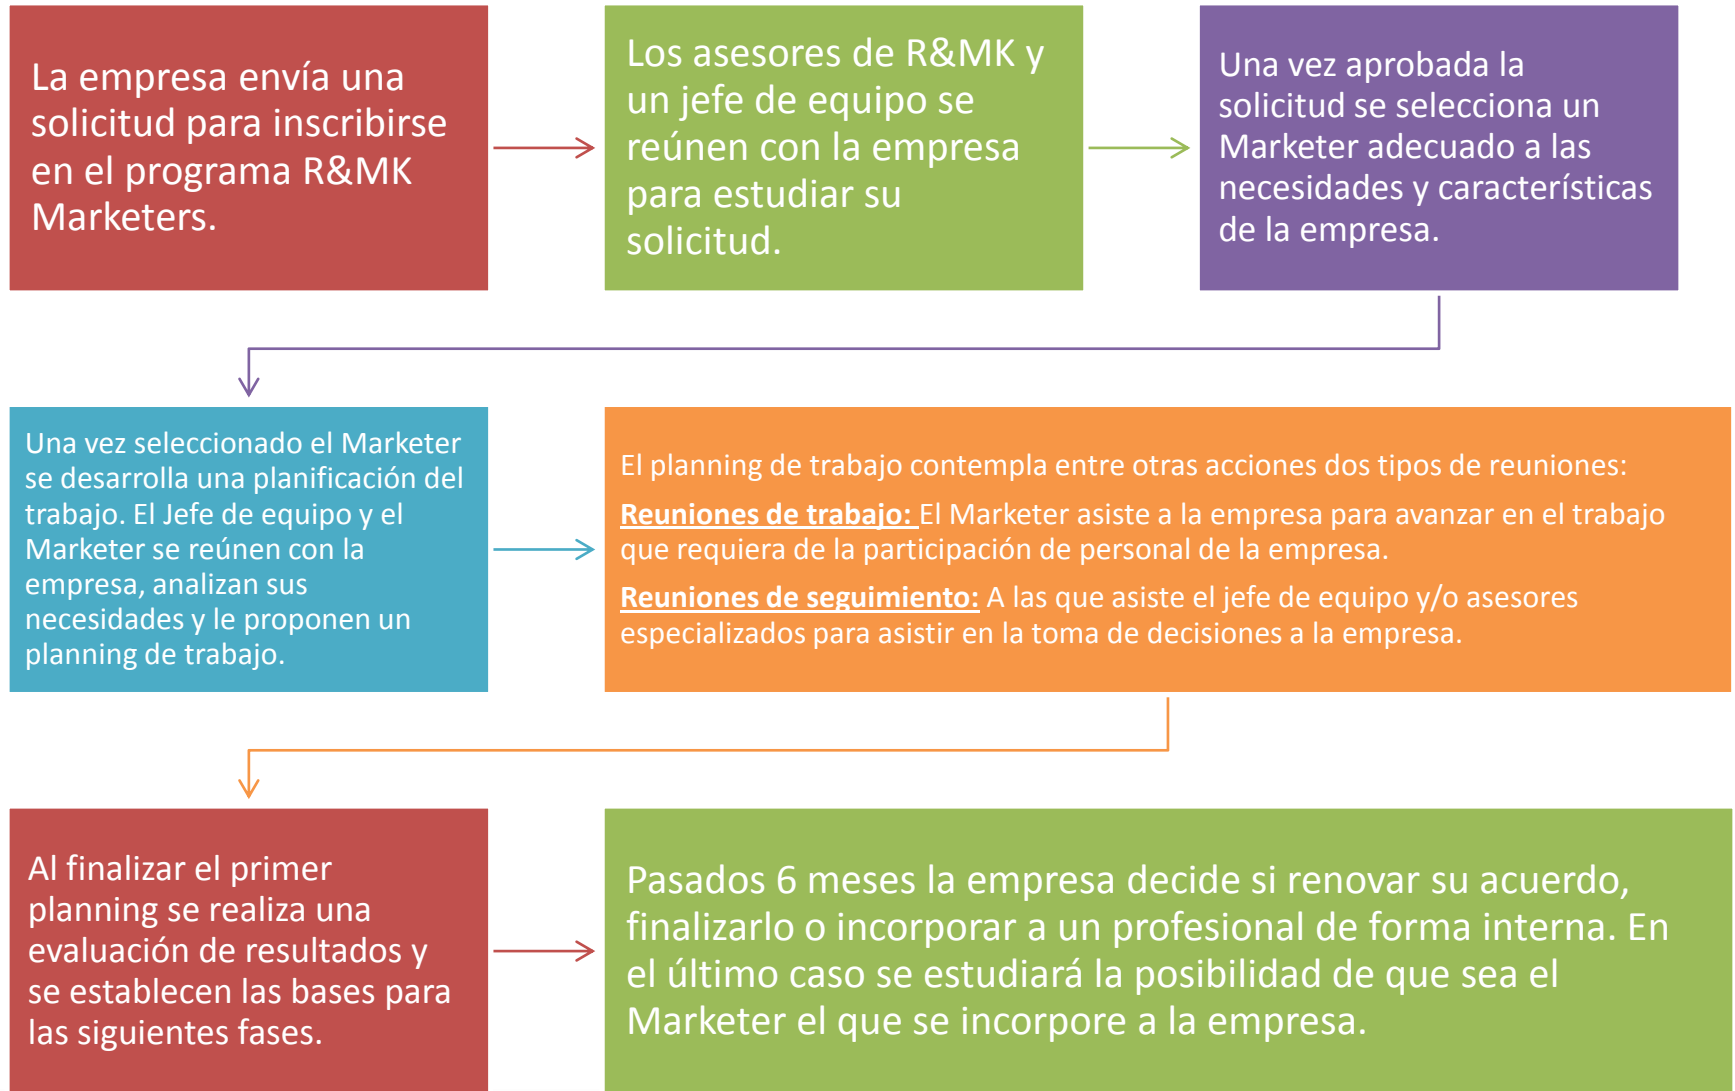 La empresa envía una
solicitud para inscribirse
en el programa R&MK
Marketers.
Los asesores de R&MK y
un jefe de equipo se
reúnen con la empresa
para estudiar su
solicitud.
Una vez aprobada la
solicitud se selecciona un
Marketer adecuado a las
necesidades y características
de la empresa.
Una vez seleccionado el Marketer
se desarrolla una planificación del
trabajo. El Jefe de equipo y el
Marketer se reúnen con la
empresa, analizan sus
necesidades y le proponen un
planning de trabajo.
El planning de trabajo contempla entre otras acciones dos tipos de reuniones:
Reuniones de trabajo: El Marketer asiste a la empresa para avanzar en el trabajo
que requiera de la participación de personal de la empresa.
Reuniones de seguimiento: A las que asiste el jefe de equipo y/o asesores
especializados para asistir en la toma de decisiones a la empresa.
Al finalizar el primer
planning se realiza una
evaluación de resultados y
se establecen las bases para
las siguientes fases.
Pasados 6 meses la empresa decide si renovar su acuerdo,
finalizarlo o incorporar a un profesional de forma interna. En
el último caso se estudiará la posibilidad de que sea el
Marketer el que se incorpore a la empresa.